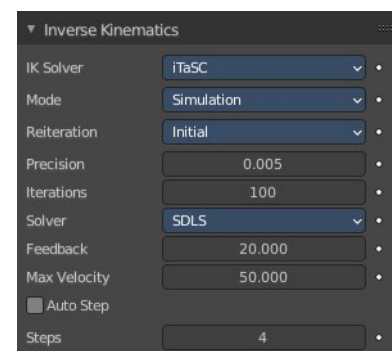 Inverse Kinematics
IK Solver iTaSC
Mode Simulation
Reiteration Initial
Precision 0.005
Iterations 100
Solver SDLS
Feedback 20.000
Max Velocity 50.000
Auto Step
Steps 4